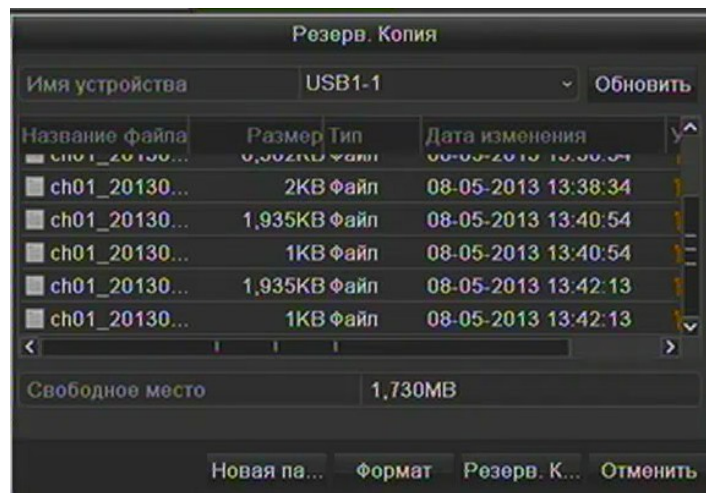 Резерв. Копия
Имя устройства USB1-1 Обновить
Название файла Размер Тип Дата изменения
ch01_20130... 2KB Файл 08-05-2013 13:38:34
ch01_20130... 1,935KB Файл 08-05-2013 13:40:54
ch01_20130... 1KB Файл 08-05-2013 13:40:54
ch01_20130... 1,935KB Файл 08-05-2013 13:42:13
ch01_20130... 1KB Файл 08-05-2013 13:42:13
Свободное место 1,730MB
Новая па... Формат Резерв. К... Отменить